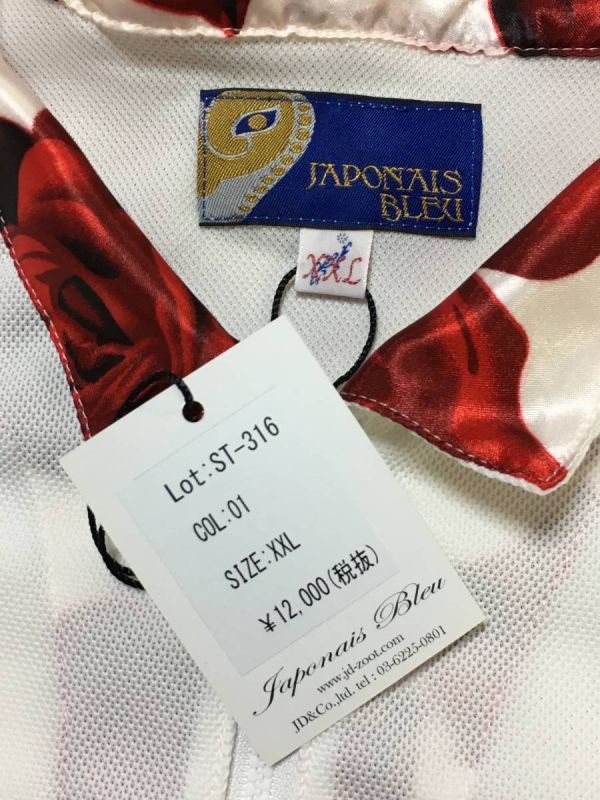 JAPONAIS
BLEU
XXL
Lot:ST-316
COL:01
SIZE:XXL
¥12,000(税抜)
Japonais Bleu
www.jd-zoot.com
JD&Co.,ltd. tel : 03-6225-0801